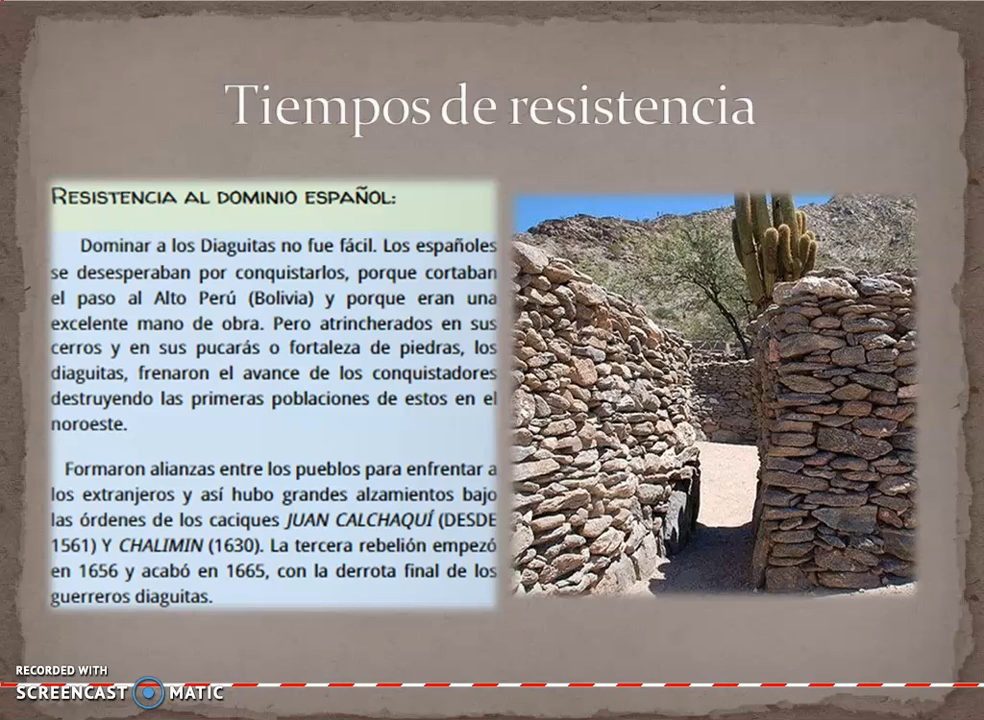 Tiempos de resistencia
RESISTENCIA AL DOMINIO ESPAÑOL:
Dominar a los Diaguitas no fue fácil. Los españoles
se desesperaban por conquistarlos, porque cortaban
el paso al Alto Perú (Bolivia) y porque eran una
excelente mano de obra. Pero atrincherados en sus
cerros y en sus pucarás o fortaleza de piedras, los
diaguitas, frenaron el avance de los conquistadores
destruyendo las primeras poblaciones de estos en el
noroeste.
Formaron alianzas entre los pueblos para enfrentar a
los extranjeros y así hubo grandes alzamientos bajo
las órdenes de los caciques JUAN CALCHAQUÍ (DESDE
1561) Y CHALIMIN (1630). La tercera rebelión empezó
en 1656 y acabó en 1665, con la derrota final de los
guerreros diaguitas.
RECORDED WITH
SCREENCAST MATIC